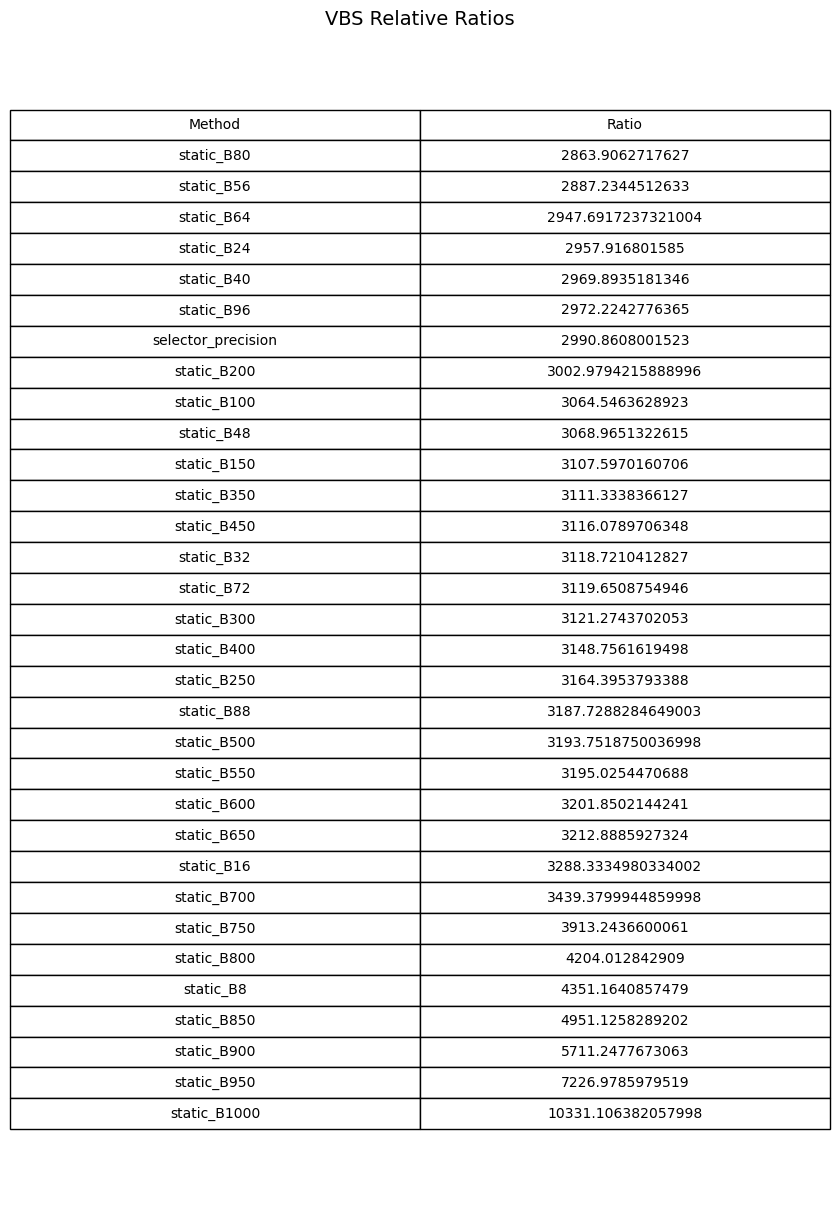 VBS Relative Ratios
Method Ratio
static_B80 2863.9062717627
static_B56 2887.2344512633
static_B64 2947.6917237321004
static_B24 2957.916801585
static_B40 2969.8935181346
static_B96 2972.2242776365
selector_precision 2990.8608001523
static_B200 3002.9794215888996
static_B100 3064.5463628923
static_B48 3068.9651322615
static_B150 3107.5970160706
static_B350 3111.3338366127
static_B450 3116.0789706348
static_B32 3118.7210412827
static_B72 3119.6508754946
static_B300 3121.2743702053
static_B400 3148.7561619498
static_B250 3164.3953793388
static_B88 3187.7288284649003
static_B500 3193.7518750036998
static_B550 3195.0254470688
static_B600 3201.8502144241
static_B650 3212.8885927324
static_B16 3288.3334980334002
static_B700 3439.3799944859998
static_B750 3913.2436600061
static_B800 4204.012842909
static_B8 4351.1640857479
static_B850 4951.1258289202
static_B900 5711.2477673063
static_B950 7226.9785979519
static_B1000 10331.106382057998